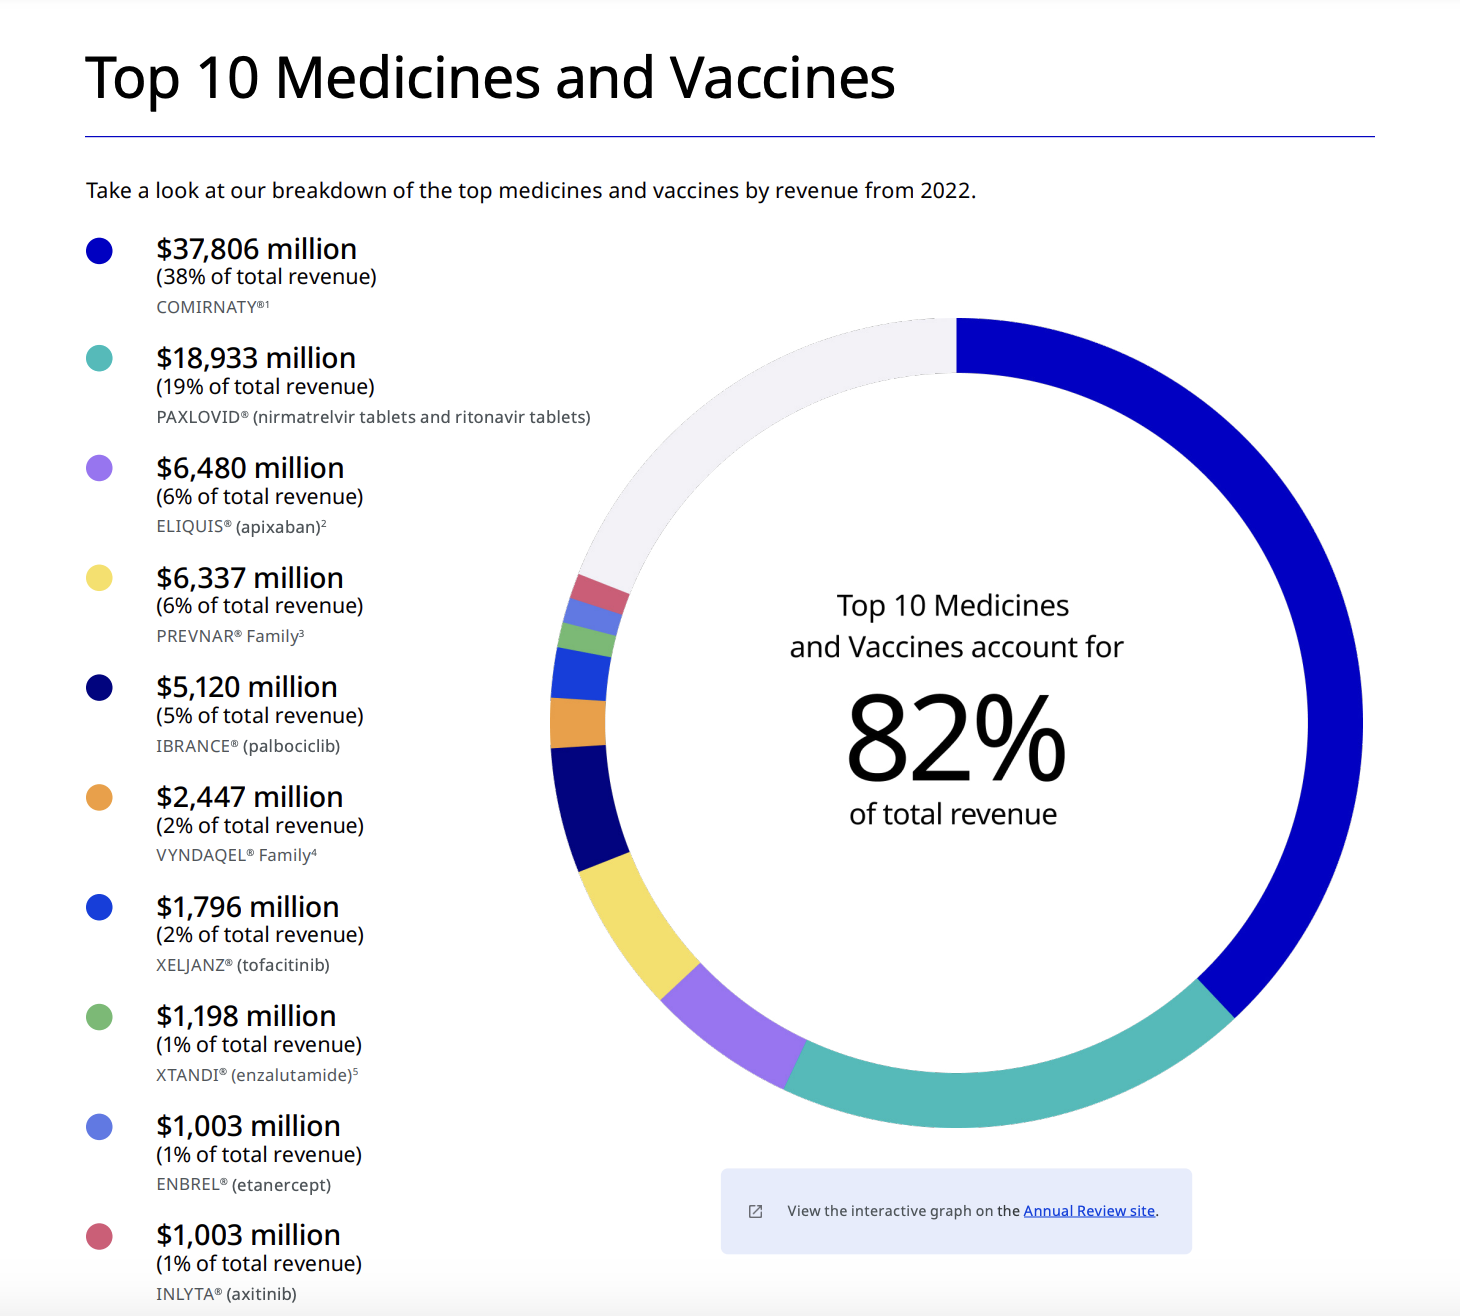 Top 10 Medicines and Vaccines
Take a look at our breakdown of the top medicines and vaccines by revenue from 2022.
$37,806 million
(38% of total revenue)
COMIRNATY®¹
$18,933 million
(19% of total revenue)
PAXLOVID® (nirmatrelvir tablets and ritonavir tablets)
$6,480 million
(6% of total revenue)
ELIQUIS® (apixaban)²
$6,337 million
(6% of total revenue)
PREVNAR® Family³
$5,120 million
(5% of total revenue)
IBRANCE® (palbociclib)
$2,447 million
(2% of total revenue)
VYNDAQEL® Family⁴
$1,796 million
(2% of total revenue)
XELJANZ® (tofacitinib)
$1,198 million
(1% of total revenue)
XTANDI® (enzalutamide)⁵
$1,003 million
(1% of total revenue)
ENBREL® (etanercept)
$1,003 million
(1% of total revenue)
INLYTA® (axitinib)
Top 10 Medicines
and Vaccines account for
82%
of total revenue
View the interactive graph on the Annual Review site.